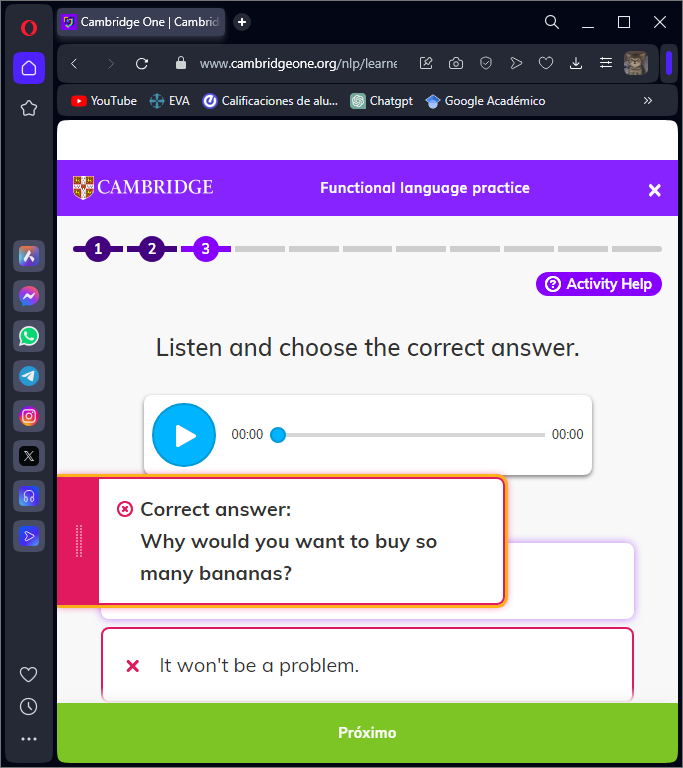 Cambridge One | Cambrid
www.cambridgeone.org/nlp/learne
YouTube
EVA
Calificaciones de alu...
Chatgpt
Google Académico
»
CAMBRIDGE
Functional language practice
1
2
3
Activity Help
Listen and choose the correct answer.
00:00
00:00
Correct answer:
Why would you want to buy so
many bananas?
It won't be a problem.
Próximo